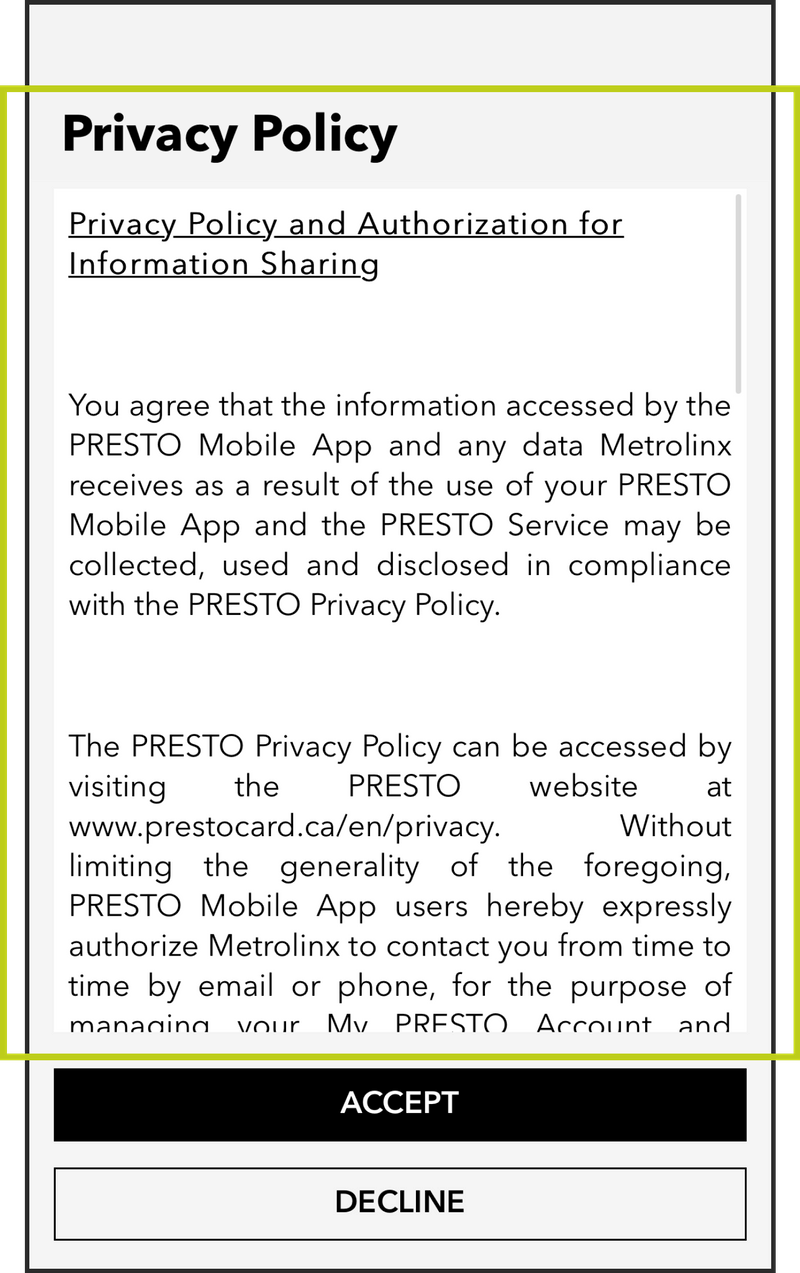 Privacy Policy
Privacy Policy and Authorization for
Information Sharing
You agree that the information accessed by the
PRESTO Mobile App and any data Metrolinx
receives as a result of the use of your PRESTO
Mobile App and the PRESTO Service may be
collected, used and disclosed in compliance
with the PRESTO Privacy Policy.
The PRESTO Privacy Policy can be accessed by
visiting the PRESTO website at
www.prestocard.ca/en/privacy. Without
limiting the generality of the foregoing,
PRESTO Mobile App users hereby expressly
authorize Metrolinx to contact you from time to
time by email or phone, for the purpose of
managing your My PRESTO Account and
ACCEPT
DECLINE